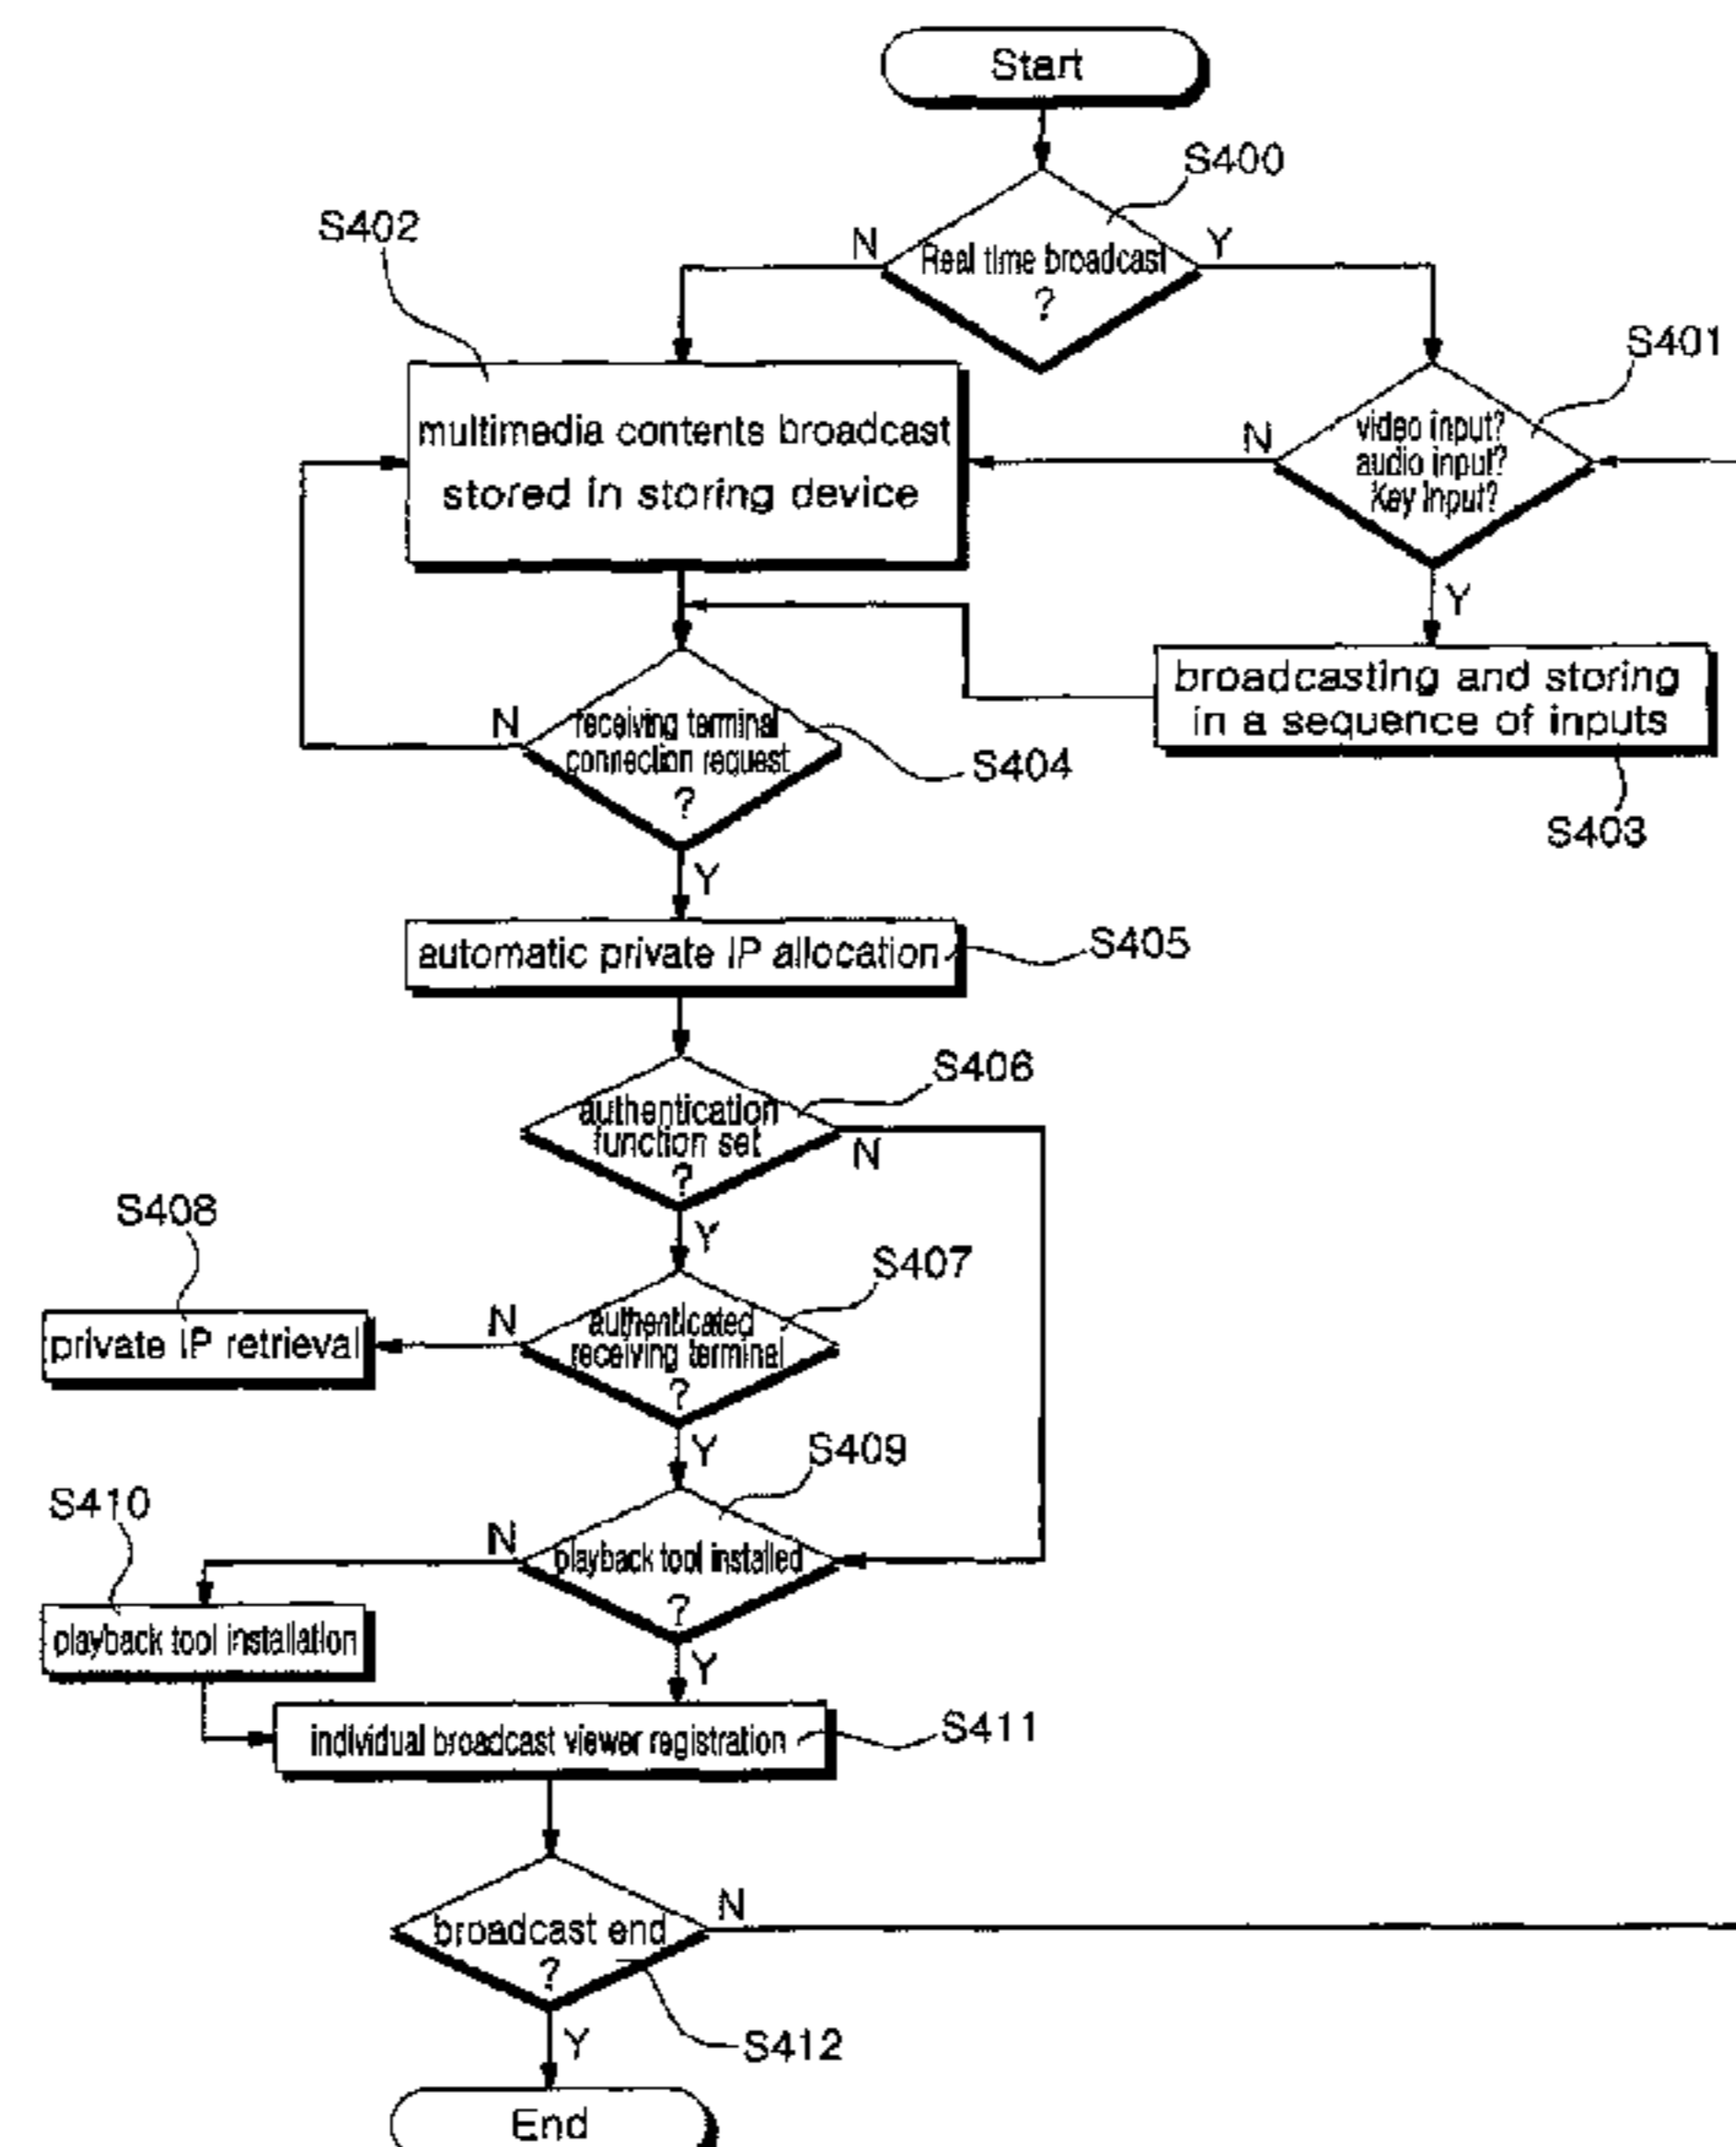 Start
S400
S402
N
Real time broadcast
?
Y
S401
multimedia contents broadcast
stored in storing device
N
video input?
audio input?
Key Input?
Y
broadcasting and storing
in a sequence of inputs
S403
N
receiving terminal
connection request
?
S404
Y
automatic private IP allocation
S405
S406
authentication
function set
?
N
Y
S408
S407
private IP retrieval
N
authenticated
receiving terminal
?
Y
S409
S410
N
playback tool installed
?
playback tool installation
Y
individual broadcast viewer registration
S411
N
broadcast end
?
S412
Y
End